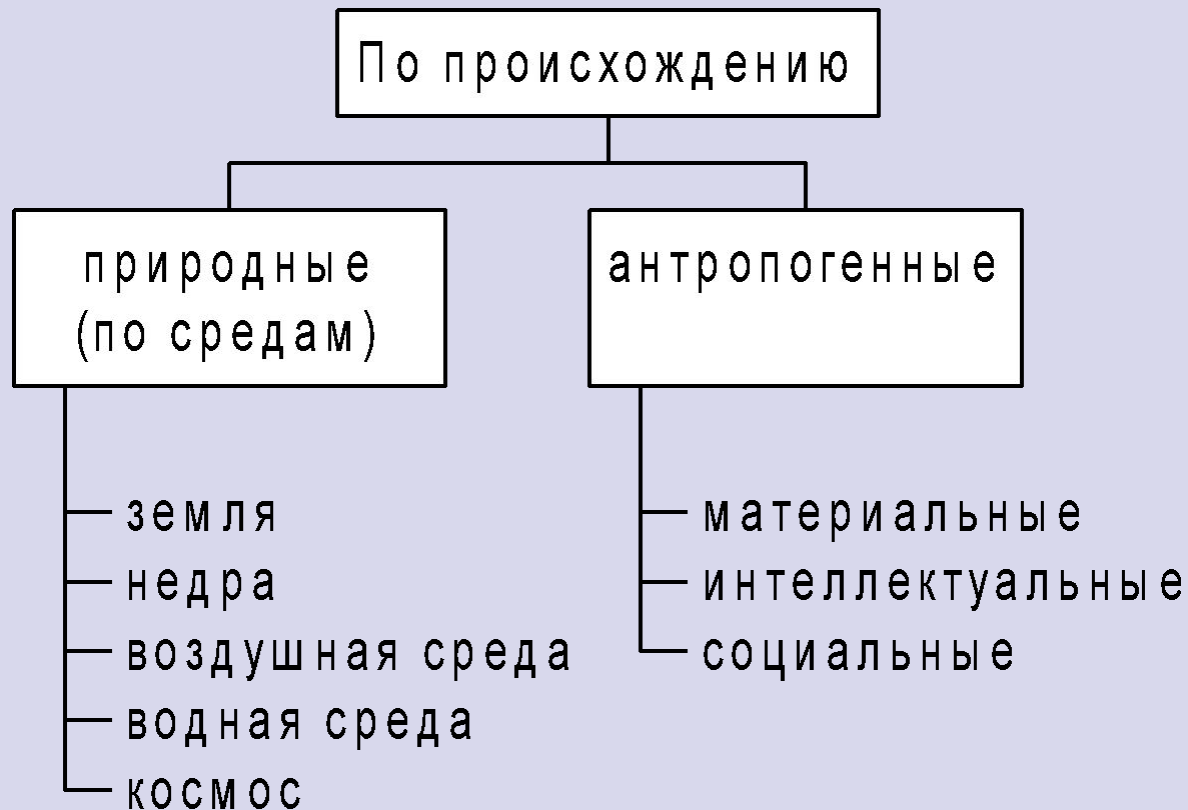 По происхождению
природные
(по средам)
антропогенные
земля
недра
воздушная среда
водная среда
космос
материальные
интеллектуальные
социальные